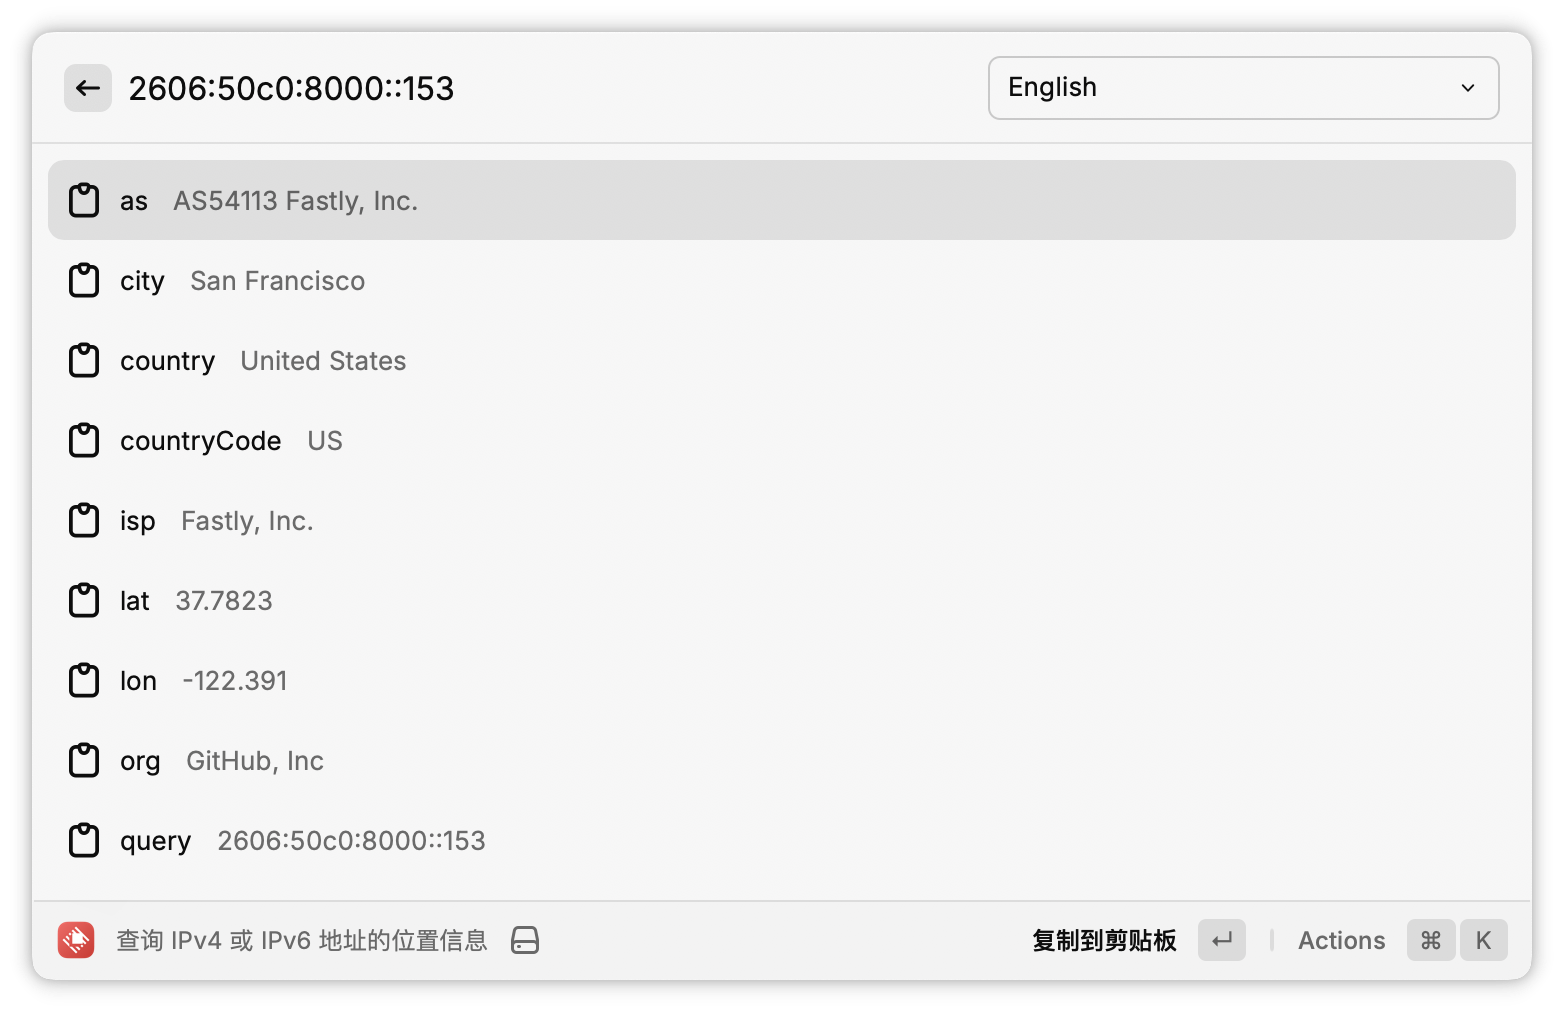 2606:50c0:8000::153
English
as AS54113 Fastly, Inc.
city San Francisco
country United States
countryCode US
isp Fastly, Inc.
lat 37.7823
lon -122.391
org GitHub, Inc
query 2606:50c0:8000::153
查询 IPv4 或 IPv6 地址的位置信息 复制到剪贴板 ↵ Actions ⌘ K